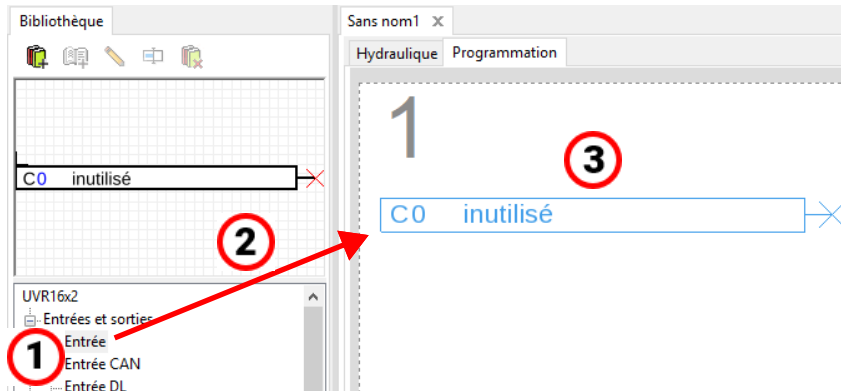 Bibliothèque
C0 inutilisé
2
UVR16x2
Entrées et sorties
Entrée
1
Entrée CAN
Entrée DL
Sans nom1 X
Hydraulique Programmation
1
3
C0 inutilisé